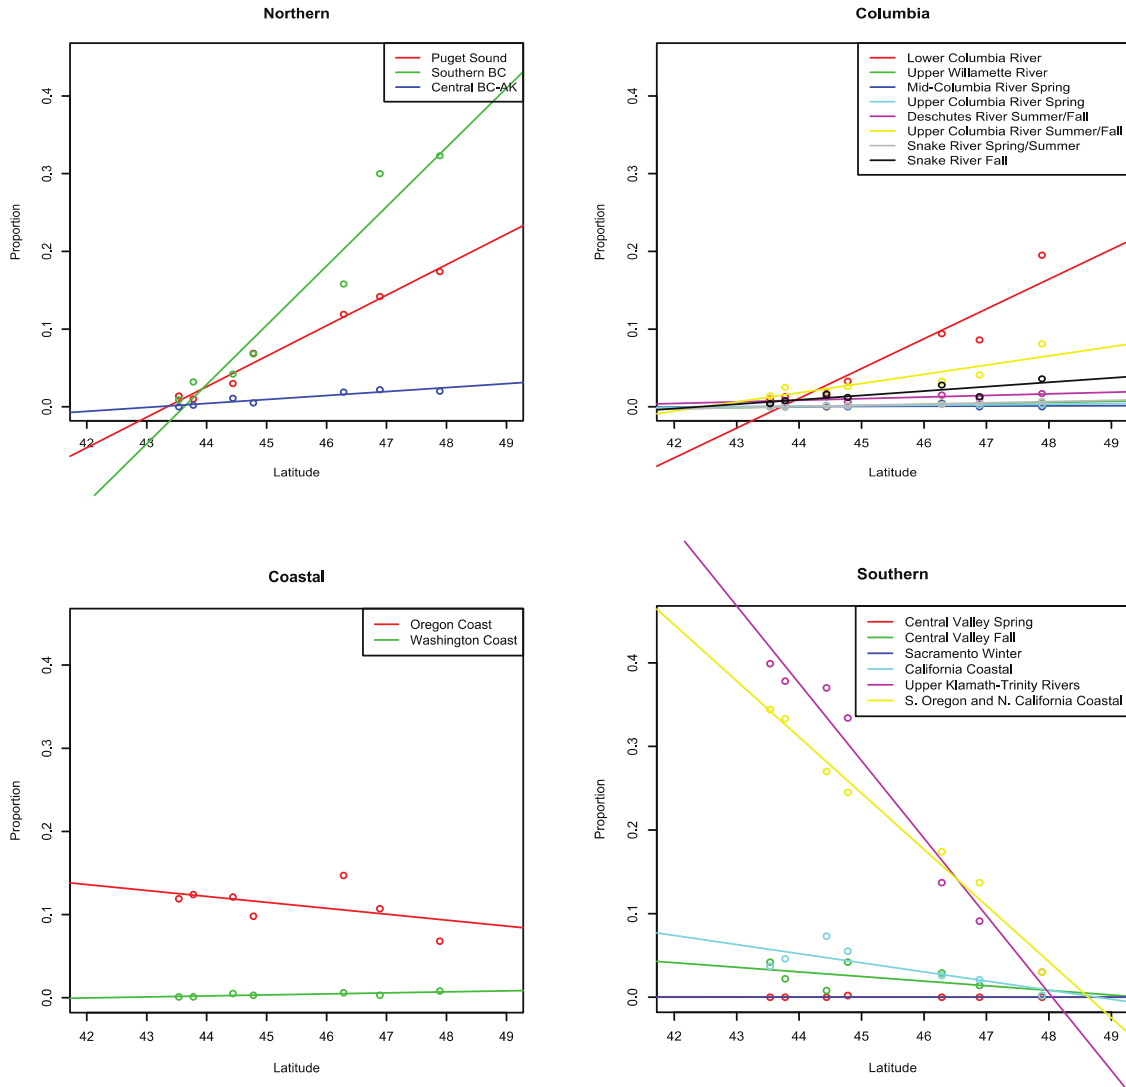 Northern
Puget Sound
Southern BC
Central BC-AK
0.4
0.3
0.2
0.1
0.0
Proportion
42 43 44 45 46 47 48 49
Latitude
Columbia
Lower Columbia River
Upper Willamette River
Mid-Columbia River Spring
Upper Columbia River Spring
Deschutes River Summer/Fall
Upper Columbia River Summer/Fall
Snake River Spring/Summer
Snake River Fall
0.4
0.3
0.2
0.1
0.0
Proportion
42 43 44 45 46 47 48 49
Latitude
Coastal
Oregon Coast
Washington Coast
0.4
0.3
0.2
0.1
0.0
Proportion
42 43 44 45 46 47 48 49
Latitude
Southern
Central Valley Spring
Central Valley Fall
Sacramento Winter
California Coastal
Upper Klamath-Trinity Rivers
S. Oregon and N. California Coastal
0.4
0.3
0.2
0.1
0.0
Proportion
42 43 44 45 46 47 48 49
Latitude